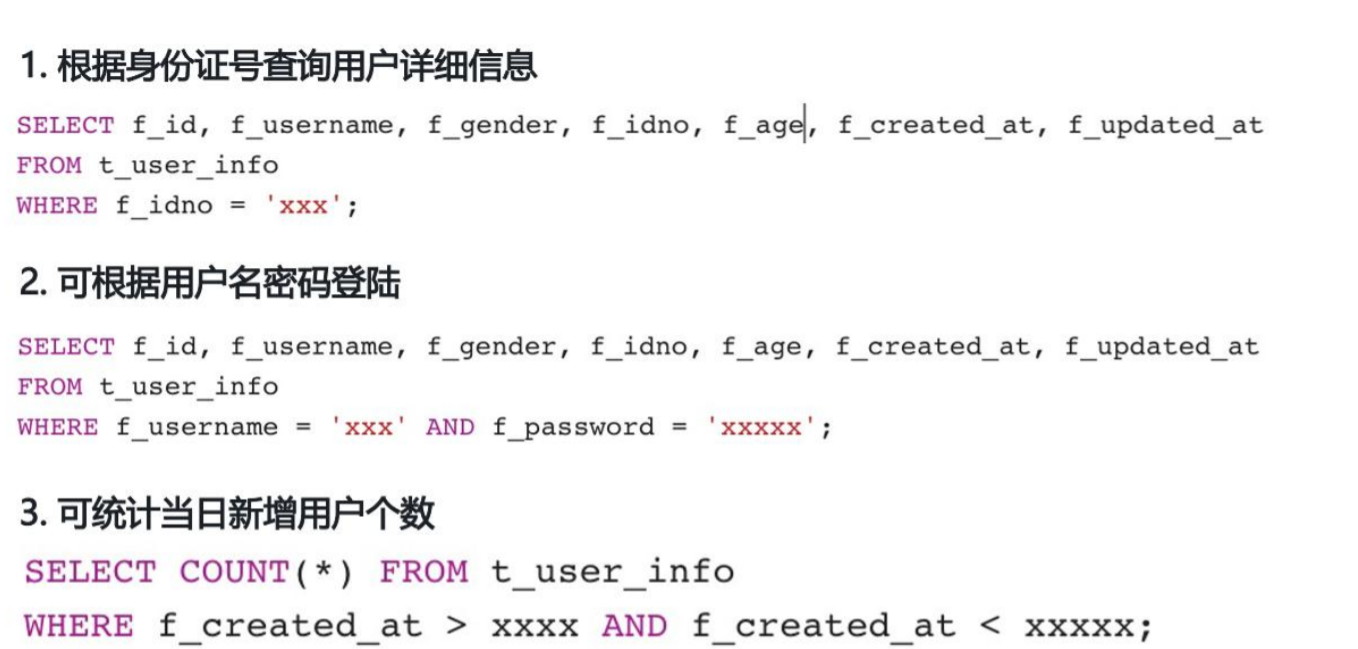 1. 根据身份证号查询用户详细信息
SELECT f_id, f_username, f_gender, f_idno, f_age, f_created_at, f_updated_at
FROM t_user_info
WHERE f_idno = 'xxx';
2. 可根据用户名密码登陆
SELECT f_id, f_username, f_gender, f_idno, f_age, f_created_at, f_updated_at
FROM t_user_info
WHERE f_username = 'xxx' AND f_password = 'xxxxx';
3. 可统计当日新增用户个数
SELECT COUNT(*) FROM t_user_info
WHERE f_created_at > xxxx AND f_created_at < xxxxx;